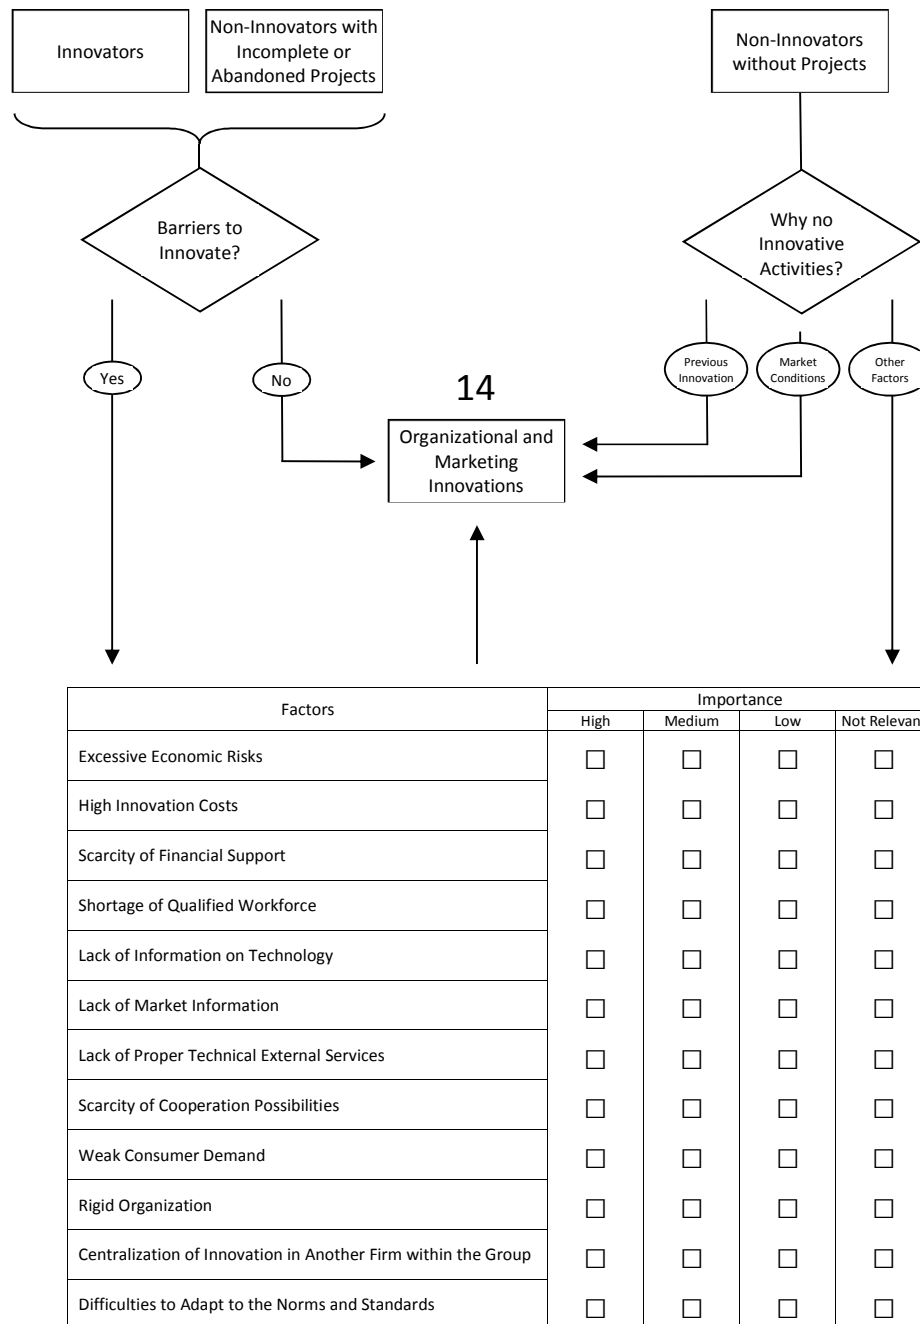 Innovators
Non-Innovators with
Incomplete or
Abandoned Projects
Non-Innovators
without Projects
Barriers to
Innovate?
Why no
Innovative
Activities?
Yes
No
Previous
Innovation
Market
Conditions
Other
Factors
14
Organizational and
Marketing
Innovations
Factors
Importance
High
Medium
Low
Not Relevan
Excessive Economic Risks
High Innovation Costs
Scarcity of Financial Support
Shortage of Qualified Workforce
Lack of Information on Technology
Lack of Market Information
Lack of Proper Technical External Services
Scarcity of Cooperation Possibilities
Weak Consumer Demand
Rigid Organization
Centralization of Innovation in Another Firm within the Group
Difficulties to Adapt to the Norms and Standards